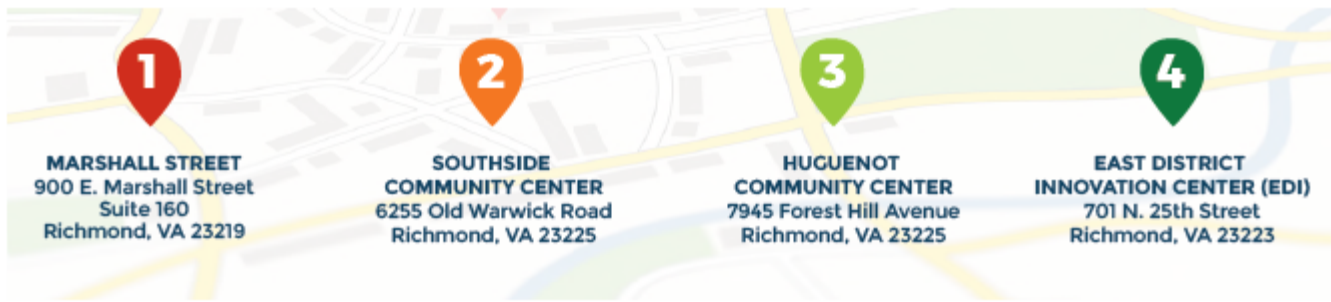 1
MARSHALL STREET
900 E. Marshall Street
Suite 160
Richmond, VA 23219
2
SOUTHSIDE
COMMUNITY CENTER
6255 Old Warwick Road
Richmond, VA 23225
3
HUGUENOT
COMMUNITY CENTER
7945 Forest Hill Avenue
Richmond, VA 23225
4
EAST DISTRICT
INNOVATION CENTER (EDI)
701 N. 25th Street
Richmond, VA 23223